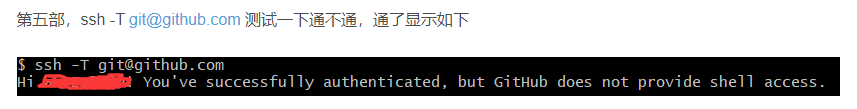 第五部，ssh -T git@github.com 测试一下通不通，通了显示如下
$ ssh -T git@github.com
Hi ! You've successfully authenticated, but GitHub does not provide shell access.